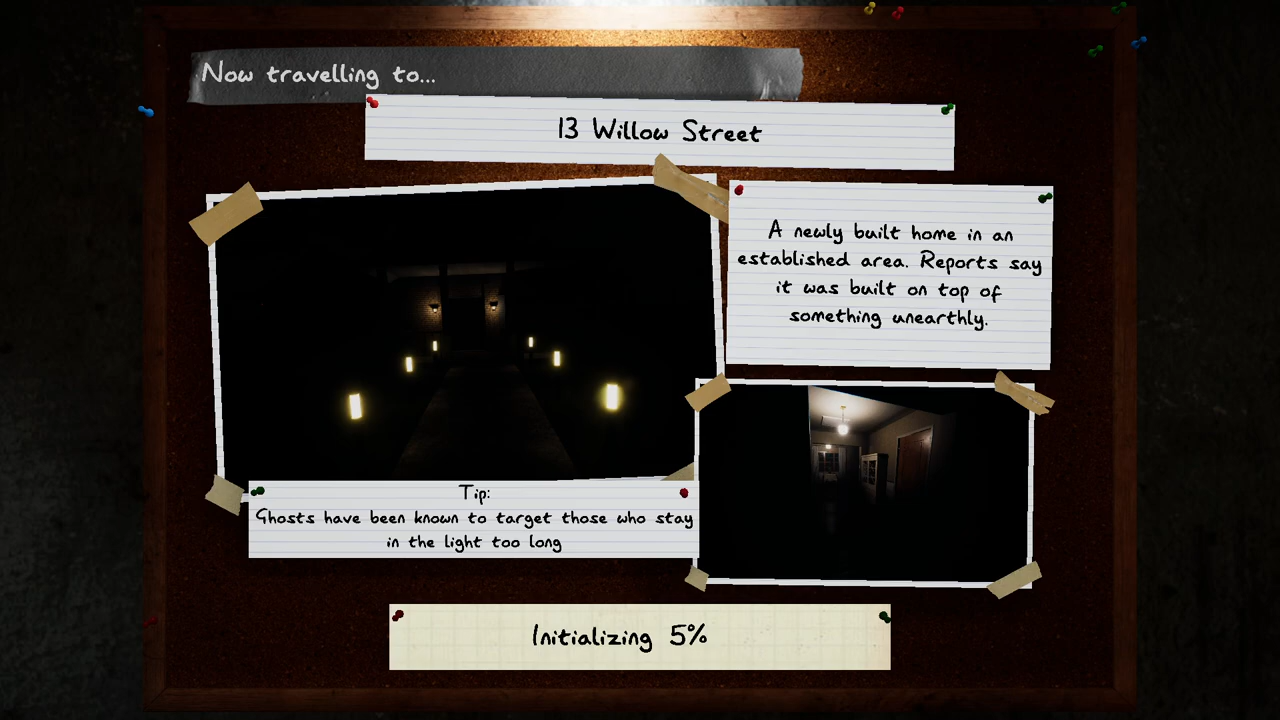 Now travelling to...
13 Willow Street
A newly built home in an
established area. Reports say
it was built on top of
something unearthly.
Tip:
Ghosts have been known to target those who stay
in the light too long
Initializing 5%